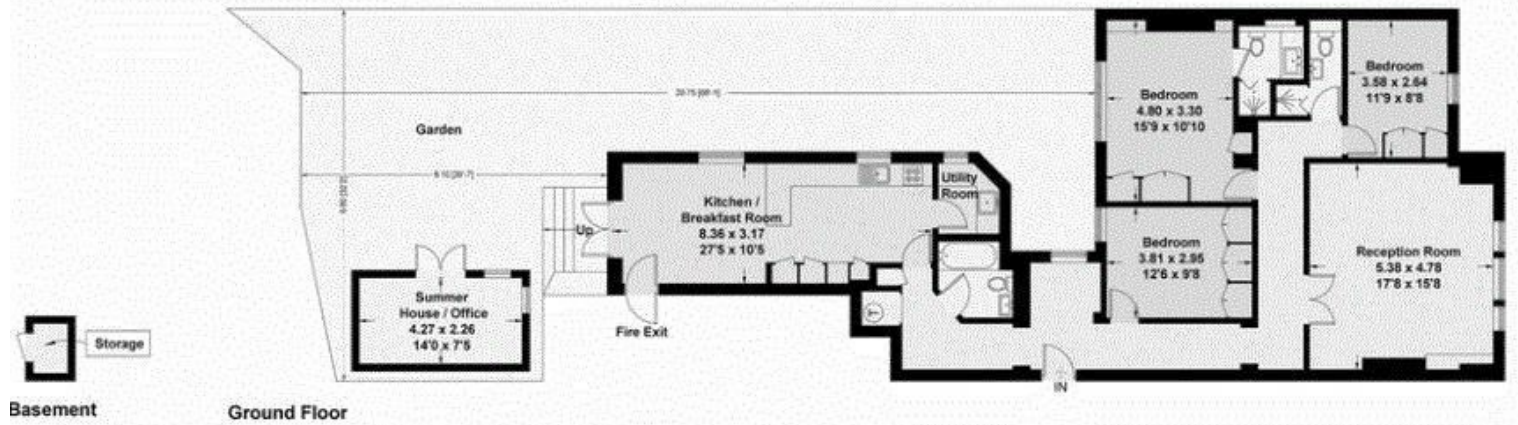 Garden
Kitchen /
Breakfast Room
8.36 x 3.17
27'5 x 10'5
Utility
Room
Up
Summer
House / Office
4.27 x 2.26
14'0 x 7'5
Fire Exit
Storage
Bedroom
4.80 x 3.30
15'9 x 10'10
Bedroom
3.58 x 2.64
11'9 x 8'8
Bedroom
3.81 x 2.95
12'6 x 9'8
Reception Room
5.38 x 4.78
17'8 x 15'8
T
IN
Basement
Ground Floor